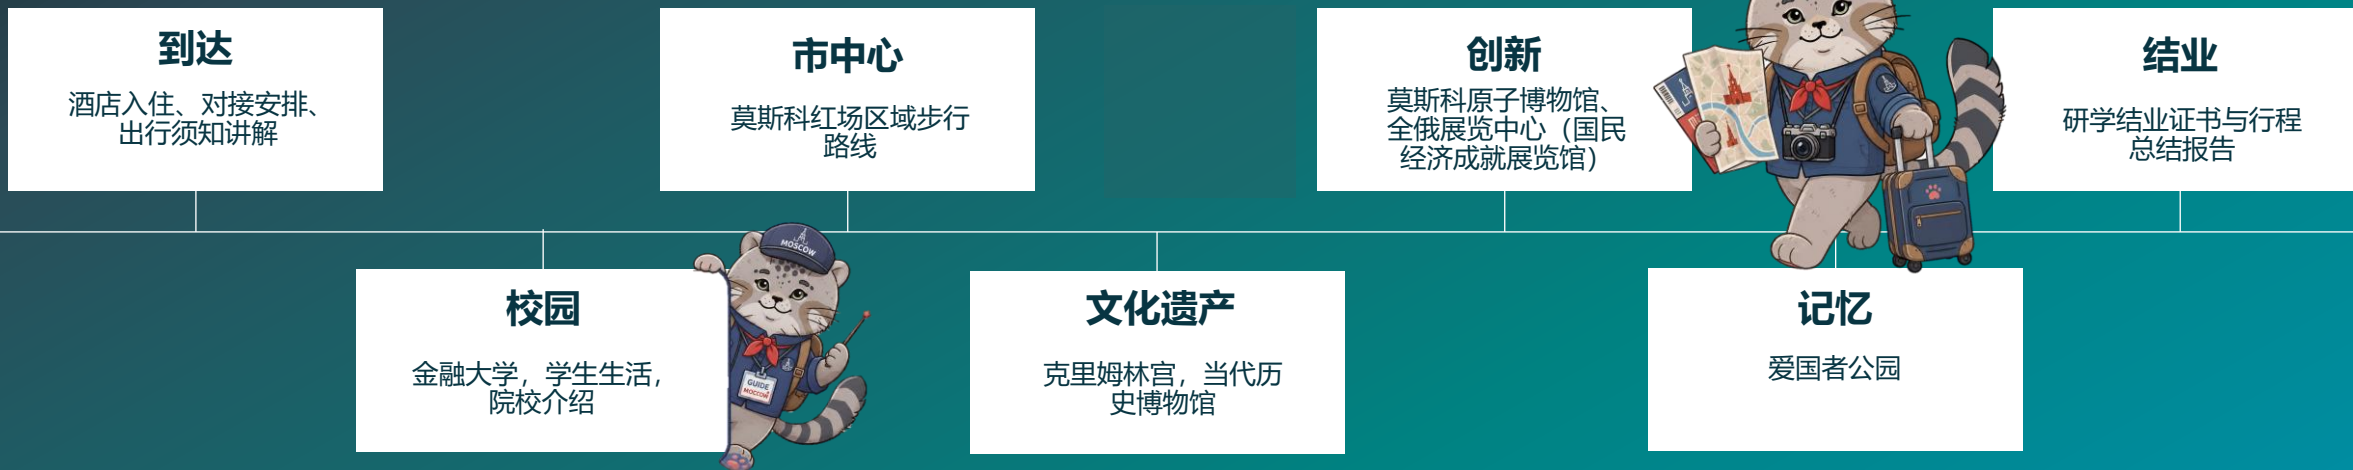 到达
酒店入住、对接安排、
出行须知讲解
校园
金融大学，学生生活，
院校介绍
市中心
莫斯科红场区域步行
路线
文化遗产
克里姆林宫，当代历
史博物馆
创新
莫斯科原子博物馆、
全俄展览中心（国民
经济成就展览馆）
记忆
爱国者公园
结业
研学结业证书与行程
总结报告
MOSCOW
GUIDE
MOCCOW